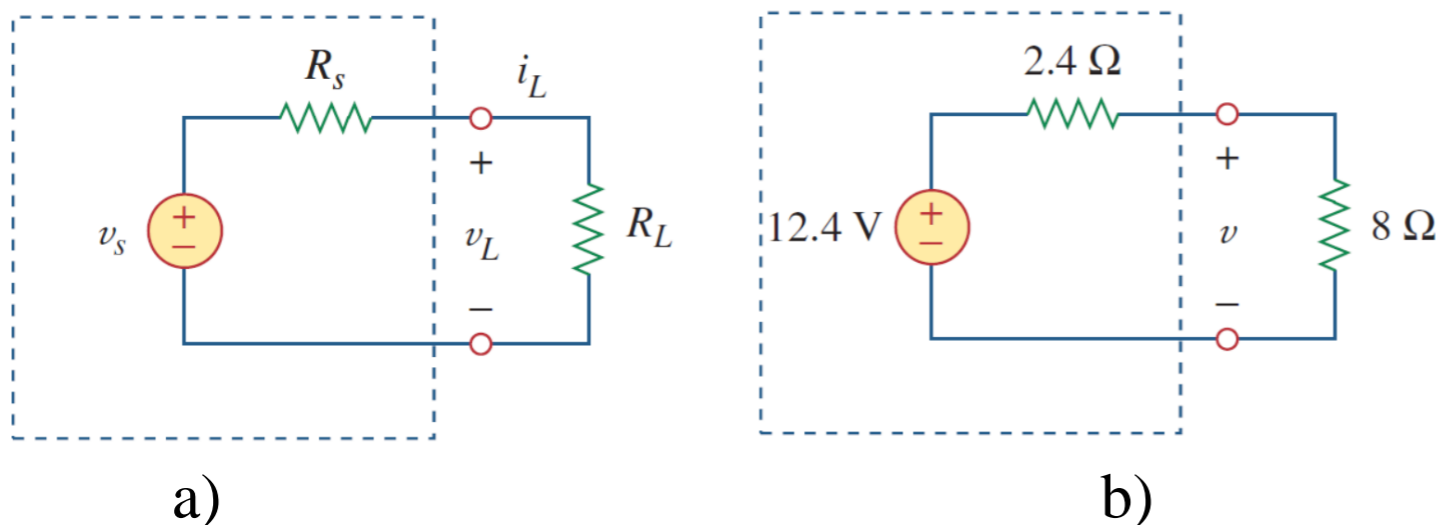 R_s
i_L
+
v_s
+
−
v_L
R_L
−
a)
2.4 Ω
+
12.4 V
+
−
v
8 Ω
−
b)